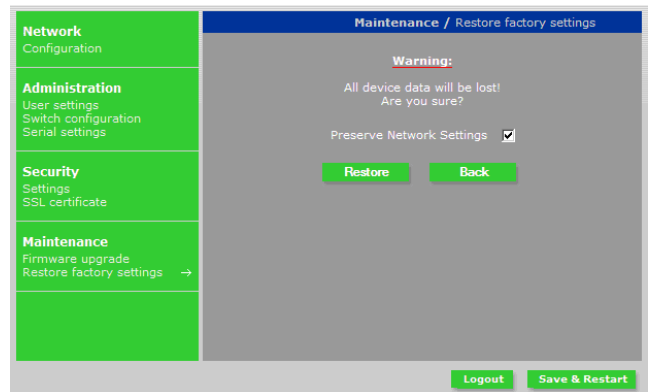 Network
Configuration
Administration
User settings
Switch configuration
Serial settings
Security
Settings
SSL certificate
Maintenance
Firmware upgrade
Restore factory settings →
Maintenance / Restore factory settings
Warning:
All device data will be lost!
Are you sure?
Preserve Network Settings
Restore Back
Logout Save & Restart